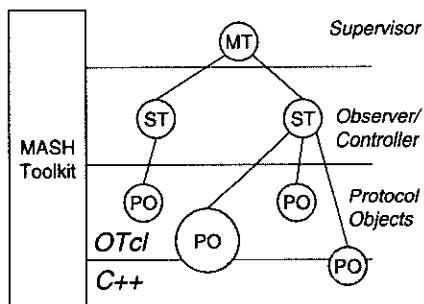 MT
Supervisor
ST
ST
Observer/
Controller
MASH
Toolkit
PO
PO
Protocol
Objects
PO
OTcl
PO
C++